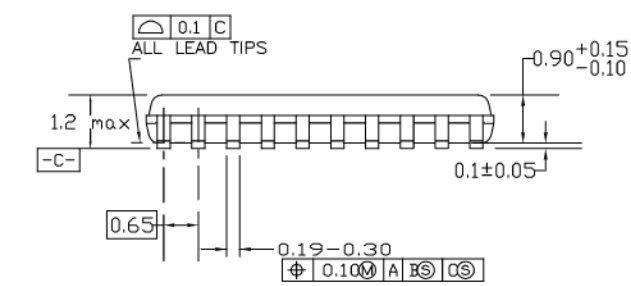 ⌓ 0.1 C
ALL LEAD TIPS
0.90 +0.15
-0.10
1.2 max
-C-
0.1±0.05
0.65
0.19-0.30
⌖ 0.10Ⓜ A BⓈ CⓈ